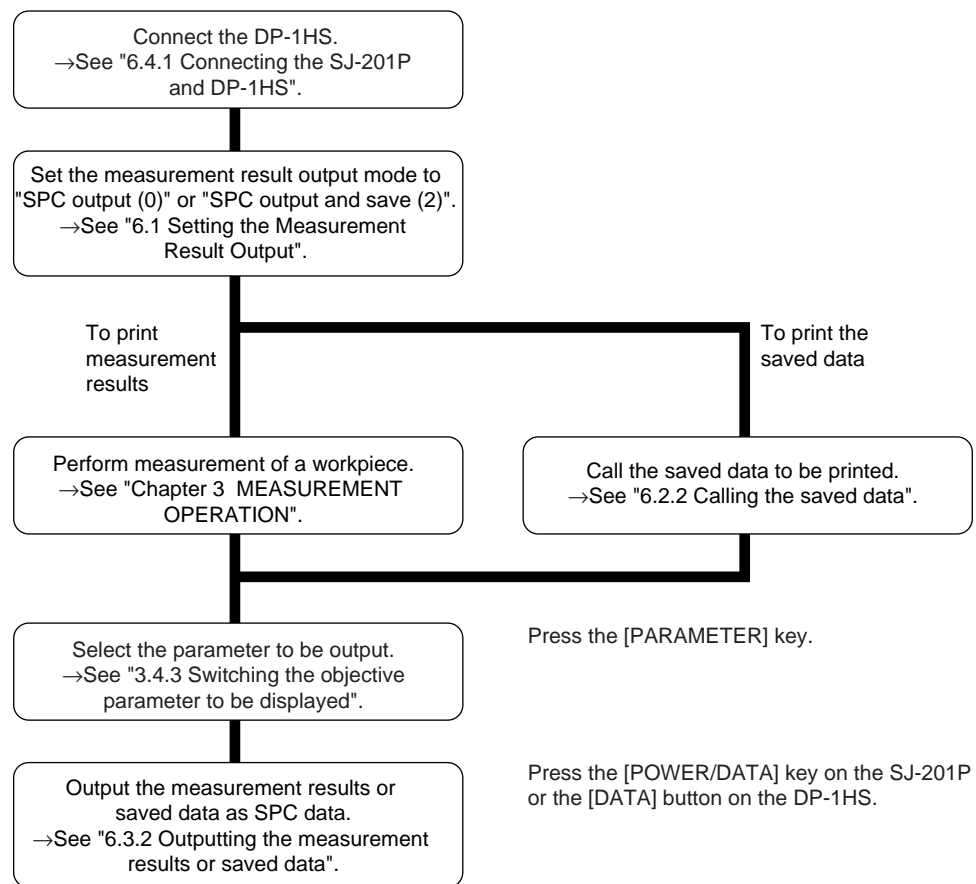 Connect the DP-1HS.
→See "6.4.1 Connecting the SJ-201P
and DP-1HS".
Set the measurement result output mode to
"SPC output (0)" or "SPC output and save (2)".
→See "6.1 Setting the Measurement
Result Output".
To print
measurement
results
To print the
saved data
Perform measurement of a workpiece.
→See "Chapter 3 MEASUREMENT
OPERATION".
Call the saved data to be printed.
→See "6.2.2 Calling the saved data".
Select the parameter to be output.
→See "3.4.3 Switching the objective
parameter to be displayed".
Press the [PARAMETER] key.
Output the measurement results or
saved data as SPC data.
→See "6.3.2 Outputting the measurement
results or saved data".
Press the [POWER/DATA] key on the SJ-201P
or the [DATA] button on the DP-1HS.